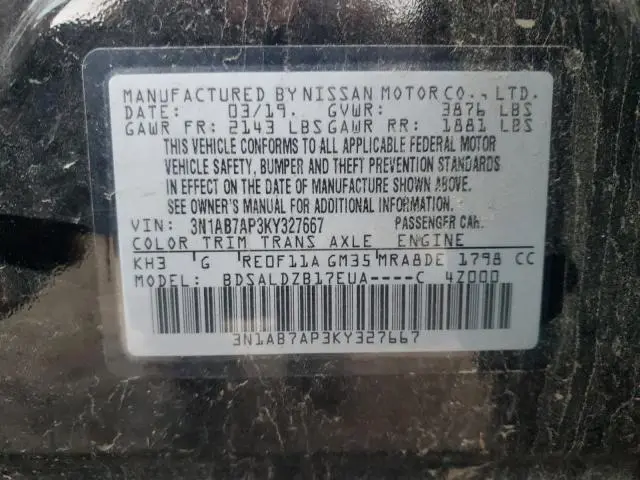 MANUFACTURED BY NISSAN MOTOR CO., LTD.
DATE: 03/19. GVWR: 3876 LBS
GAWR FR: 2143 LBS GAWR RR: 1881 LBS
THIS VEHICLE CONFORMS TO ALL APPLICABLE FEDERAL MOTOR
VEHICLE SAFETY, BUMPER AND THEFT PREVENTION STANDARDS
IN EFFECT ON THE DATE OF MANUFACTURE SHOWN ABOVE.
SEE OWNER'S MANUAL FOR ADDITIONAL INFORMATION.
VIN: 3N1AB7AP3KY327667 PASSENGER CAR
COLOR TRIM TRANS AXLE ENGINE
KH3 G RE0F11A GM35 MRA8DE 1798 CC
MODEL: BDSALDZB17EUA----C 4Z000
3N1AB7AP3KY327667